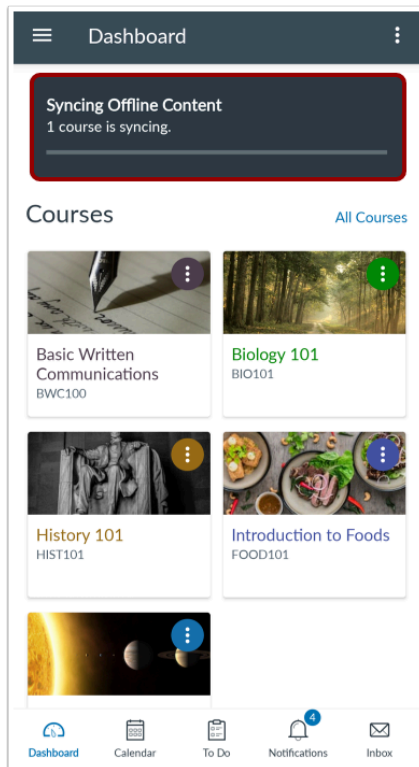 Dashboard
Syncing Offline Content
1 course is syncing.
Courses
All Courses
Basic Written
Communications
BWC100
Biology 101
BIO101
History 101
HIST101
Introduction to Foods
FOOD101
4
Dashboard
Calendar
To Do
Notifications
Inbox